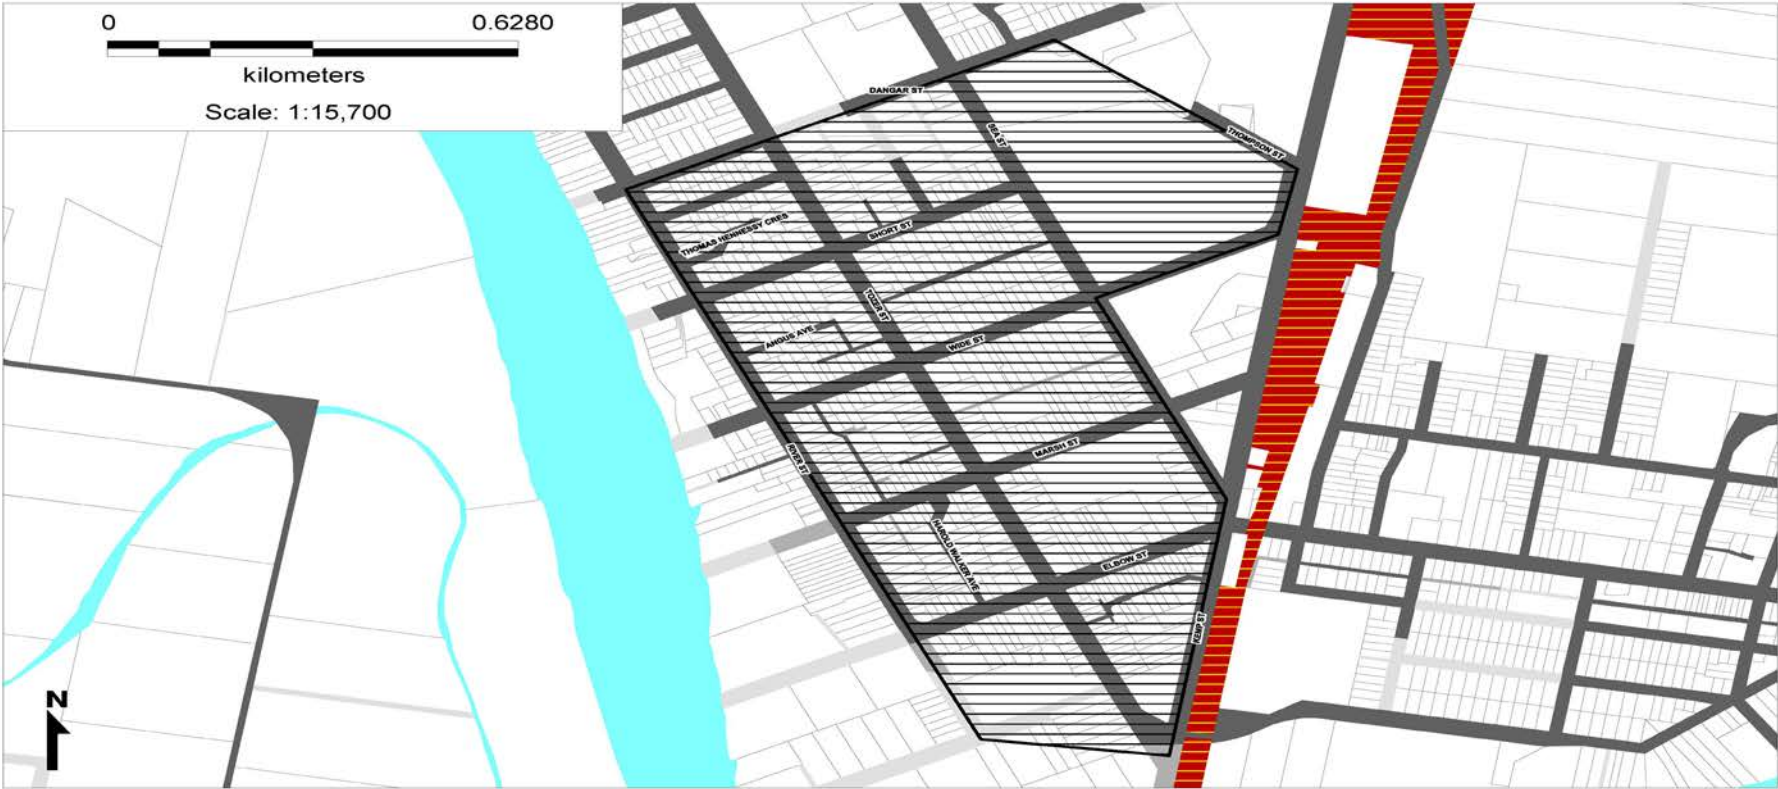 0 0.6280
kilometers
Scale: 1:15,700
DANGAR ST
SEA ST
THOMPSON ST
THOMAS HENNESSY CRES
SHORT ST
TOZER ST
ANGUS AVE
WIDE ST
RIVER ST
MARSH ST
HAROLD WALKER AVE
ELBOW ST
KEMP ST
N